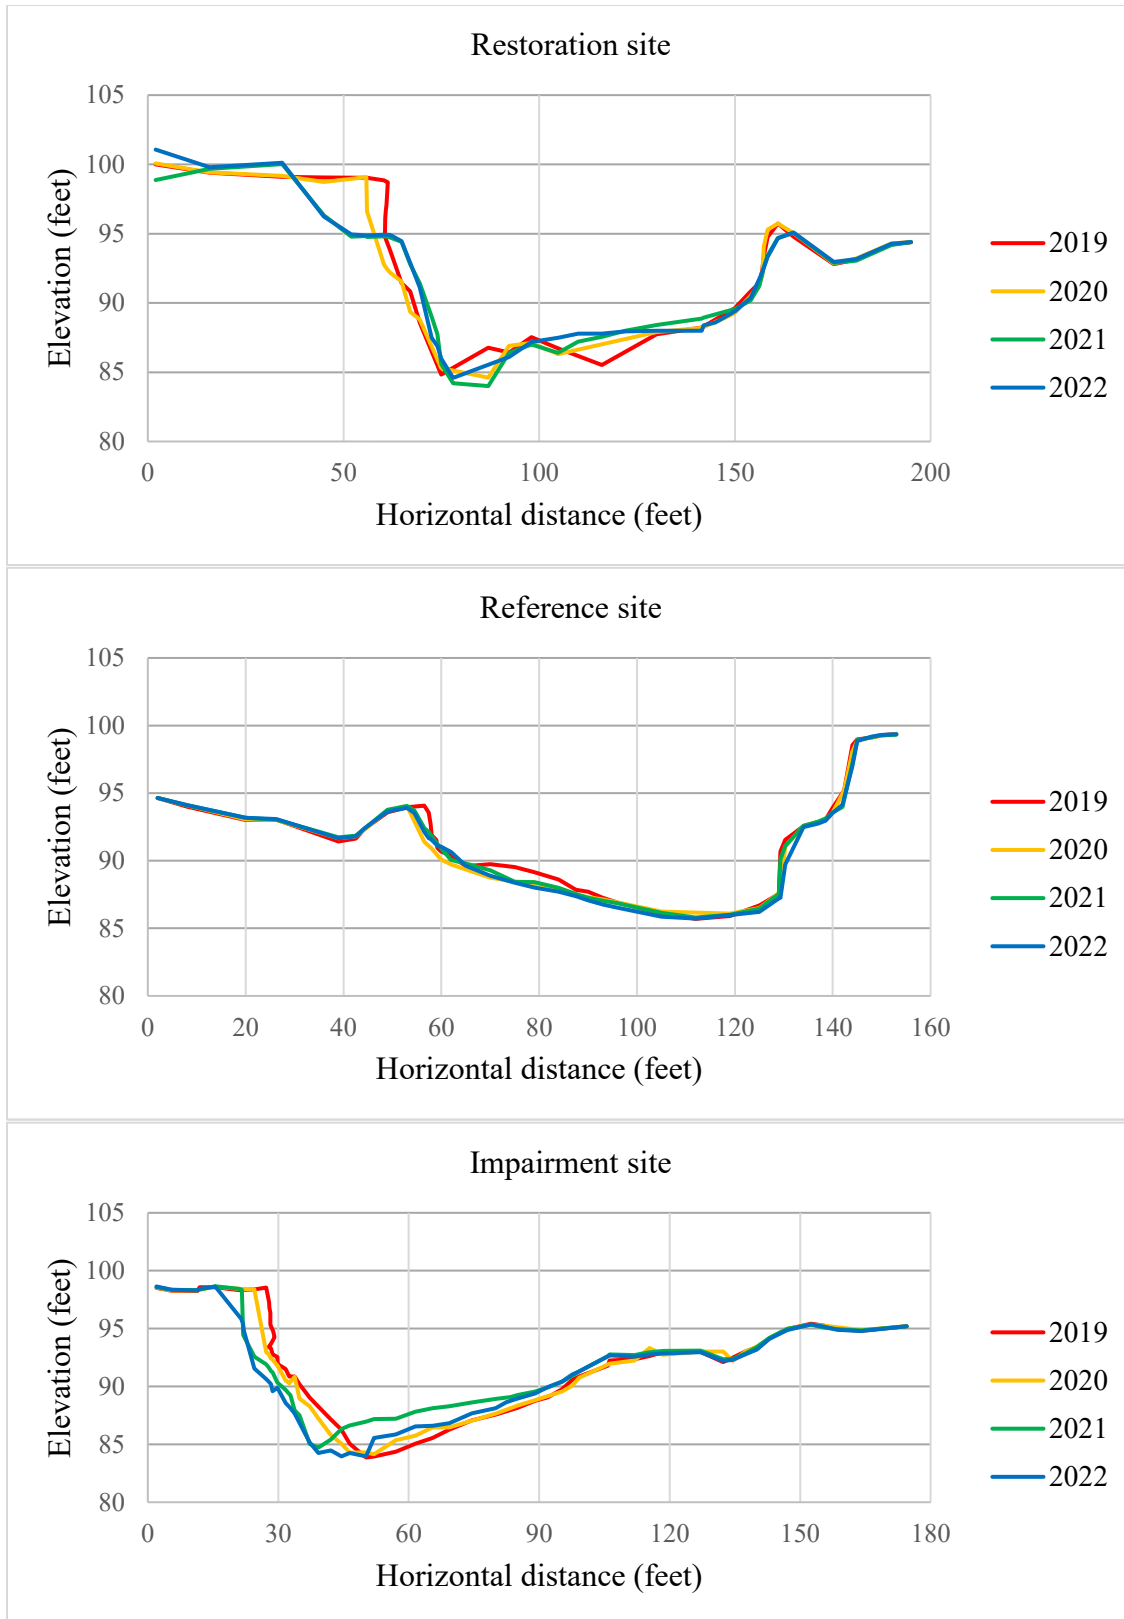 Restoration site
105
100
95
90
85
80
Elevation (feet)
0 50 100 150 200
Horizontal distance (feet)
2019
2020
2021
2022
Reference site
105
100
95
90
85
80
Elevation (feet)
0 20 40 60 80 100 120 140 160
Horizontal distance (feet)
2019
2020
2021
2022
Impairment site
105
100
95
90
85
80
Elevation (feet)
0 30 60 90 120 150 180
Horizontal distance (feet)
2019
2020
2021
2022